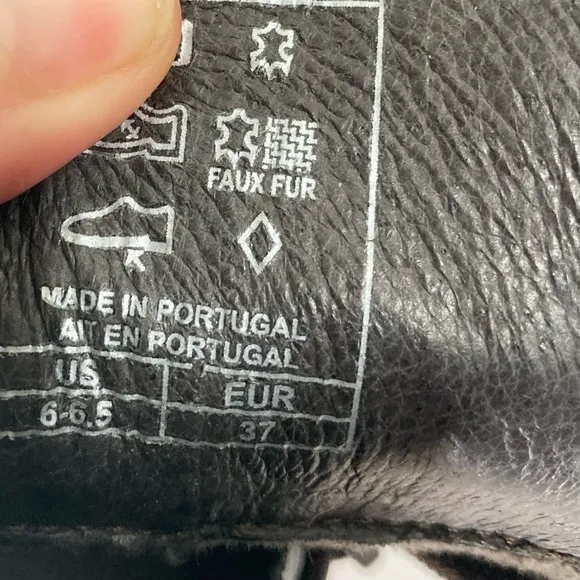 FAUX FUR
MADE IN PORTUGAL
AIT EN PORTUGAL
US EUR
6-6.5 37